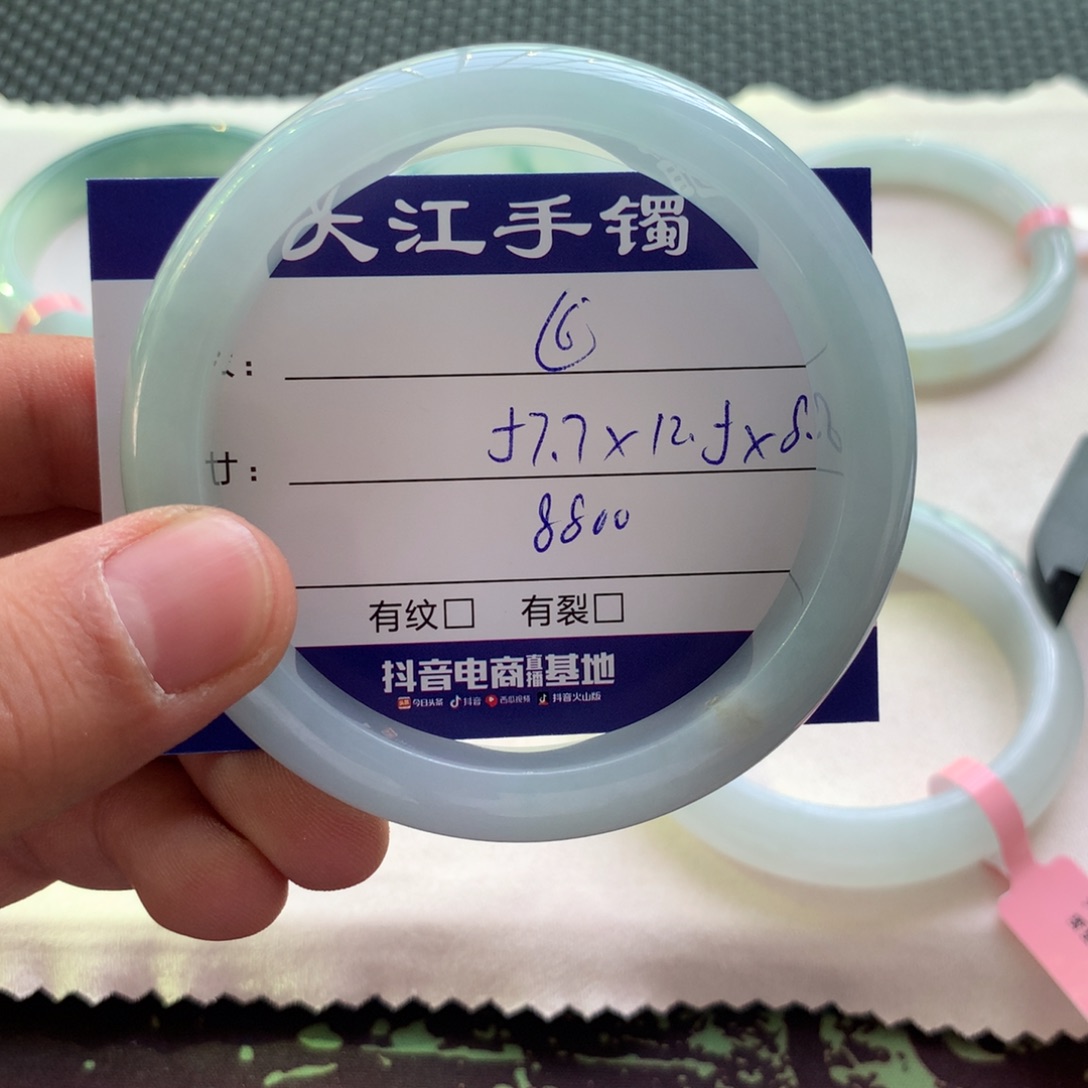 大江手镯
⑥
寸：57.7×12.5×8.8
8800
有纹□ 有裂□
抖音电商直播基地
今日头条 抖音 西瓜视频 抖音火山版